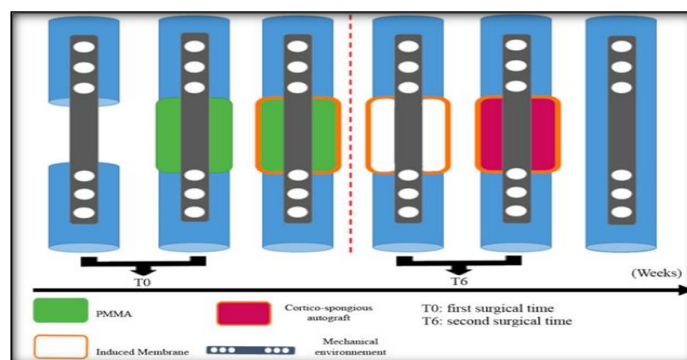 T0
T6
(Weeks)
PMMA
Cortico-spongious
autograft
T0: first surgical time
T6: second surgical time
Induced Membrane
Mechanical
environnement